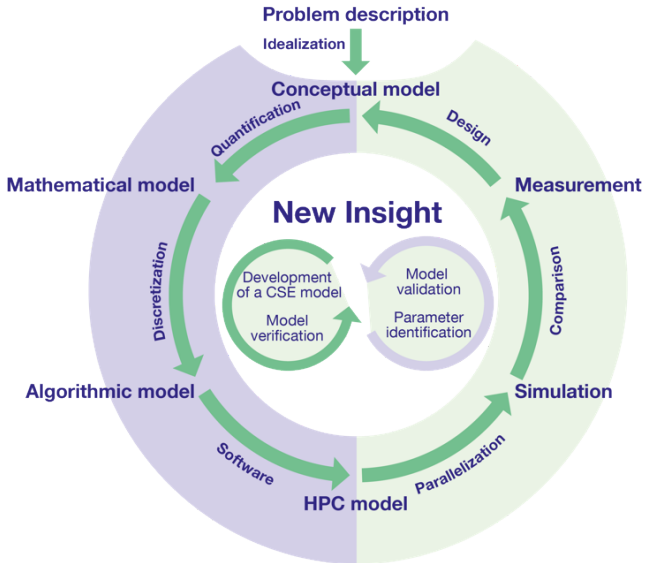 Problem description
Idealization
Conceptual model
Quantification
Design
Mathematical model
Measurement
New Insight
Discretization
Development
of a CSE model
Model
verification
Model
validation
Parameter
identification
Comparison
Algorithmic model
Simulation
Software
Parallelization
HPC model